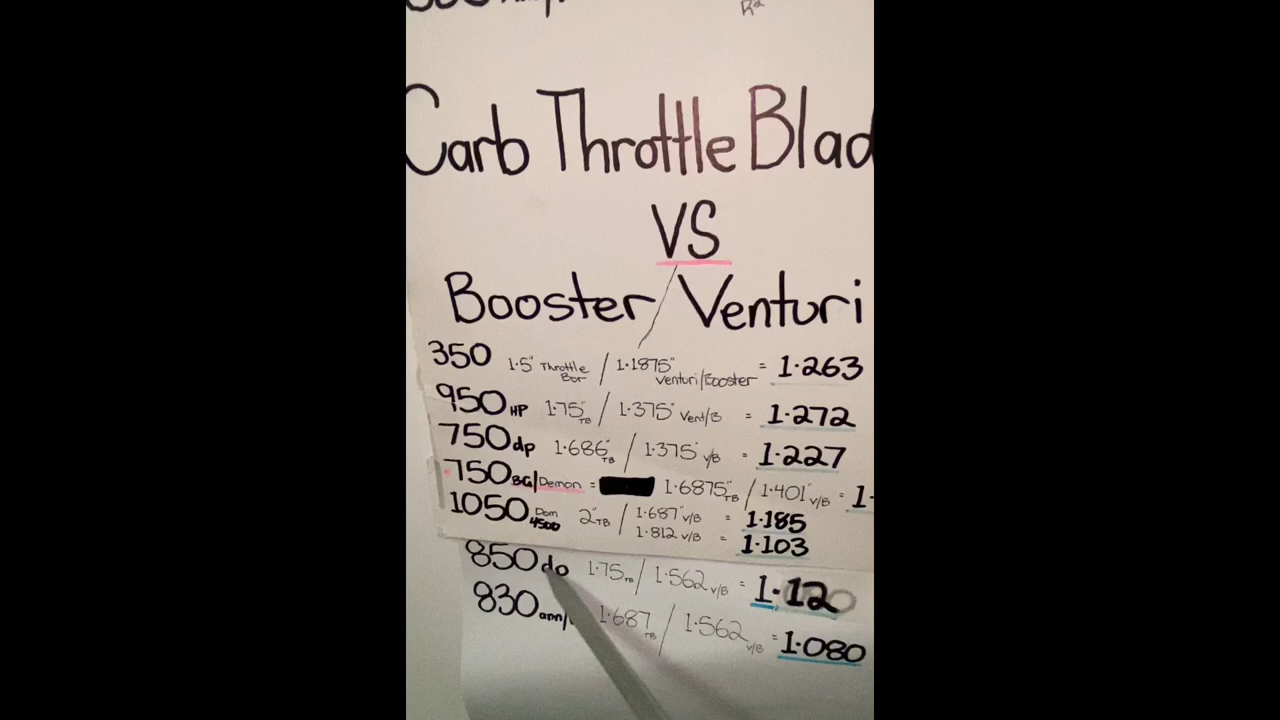 Carb Throttle Blad
VS
Booster/Venturi
350 1.5" Throttle Bor / 1.1875" Venturi/Booster = 1.263
950 HP 1.75" TB / 1.375" Vent/B = 1.272
750 dp 1.686" TB / 1.375" V/B = 1.227
750 BG/Demon = 1.6875" TB / 1.401" V/B = 1.
1050 Dom 4500 2" TB / 1.687" V/B = 1.185
1.812 V/B = 1.103
850 dp 1.75 TB / 1.562 V/B = 1.12
830 ann/ 1.687 TB / 1.562 V/B = 1.080